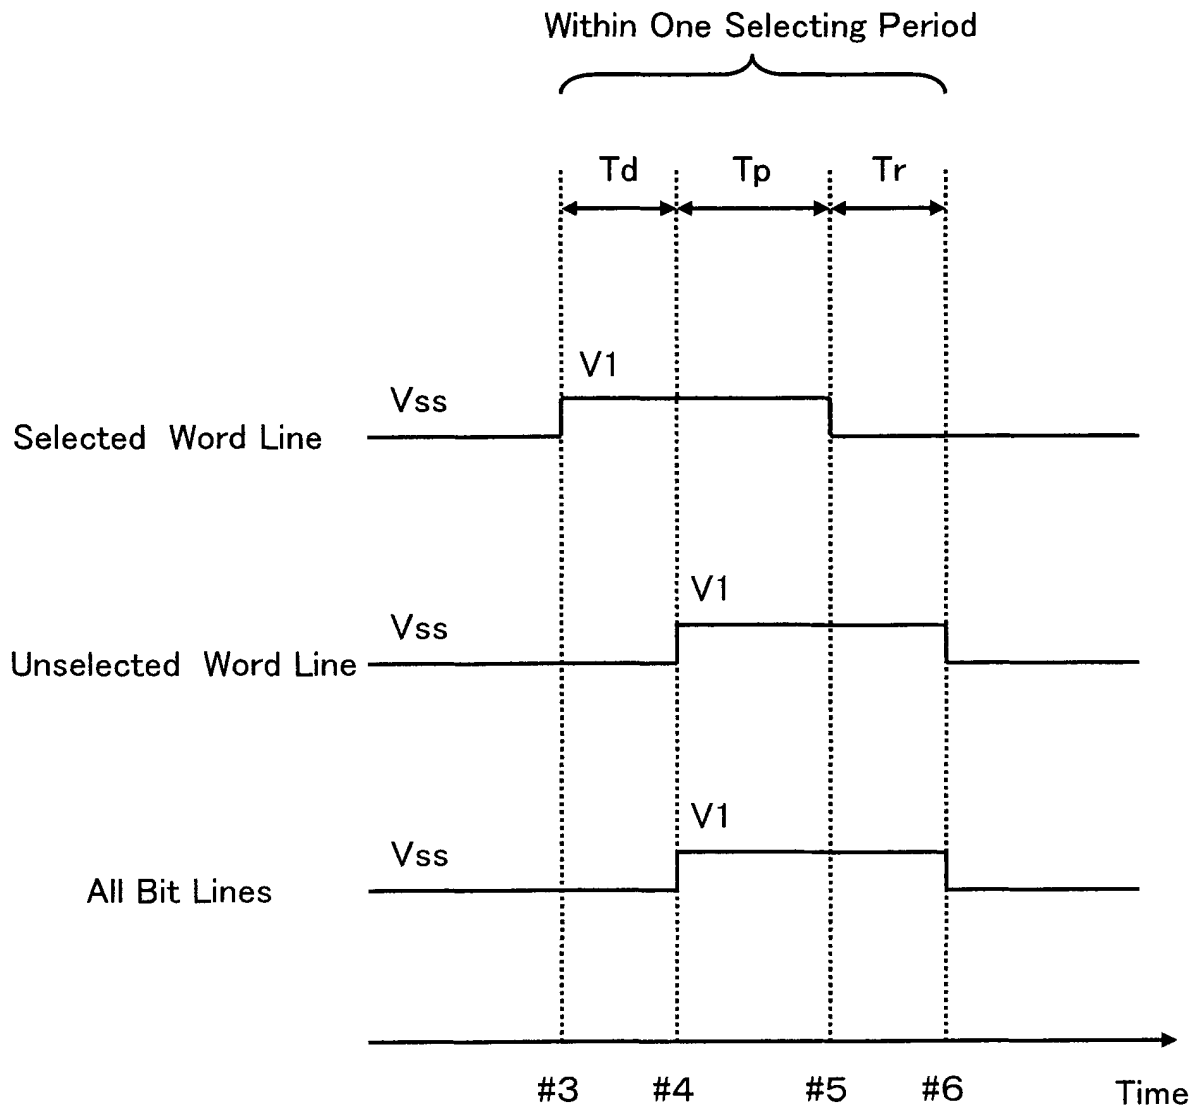 Within One Selecting Period
Td Tp Tr
V1
Vss
Selected Word Line
V1
Vss
Unselected Word Line
V1
Vss
All Bit Lines
#3 #4 #5 #6 Time